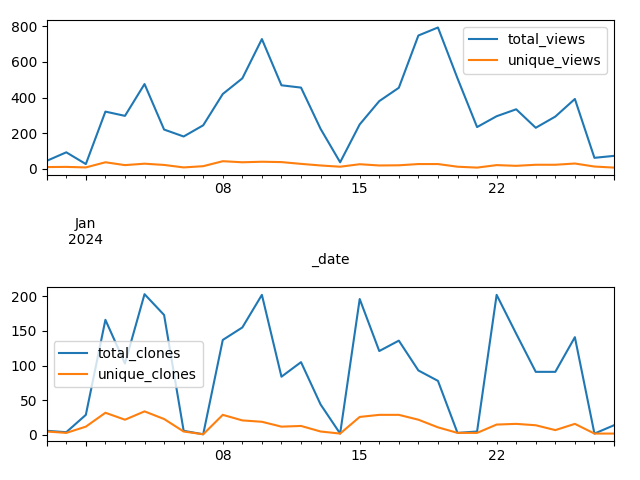 800
600
400
200
0
total_views
unique_views
08
15
22
Jan
2024
_date
200
150
100
50
0
total_clones
unique_clones
08
15
22